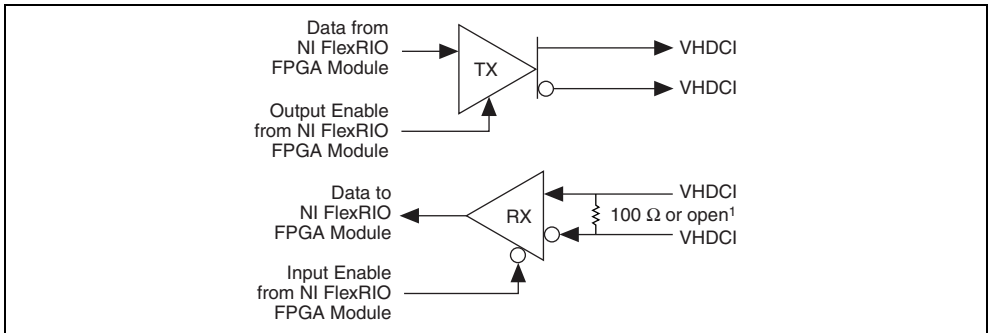 Data from
NI FlexRIO
FPGA Module
TX
VHDCI
VHDCI
Output Enable
from NI FlexRIO
FPGA Module
Data to
NI FlexRIO
FPGA Module
RX
VHDCI
100 Ω or open¹
VHDCI
Input Enable
from NI FlexRIO
FPGA Module